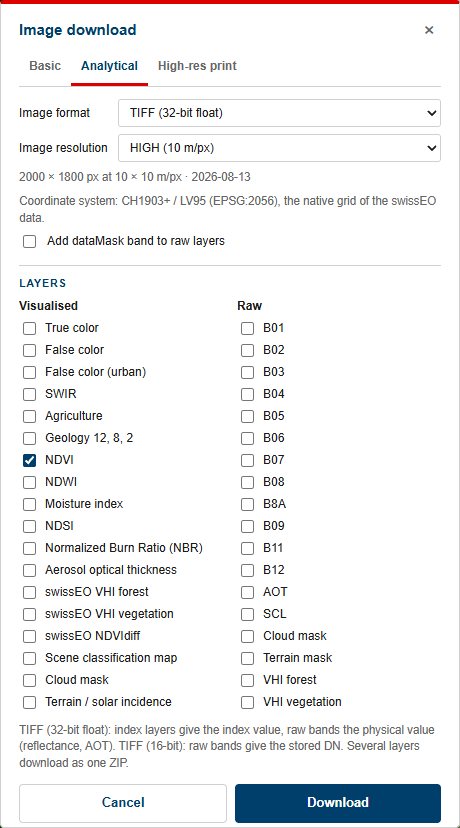 Image download
×
Basic Analytical High-res print
Image format TIFF (32-bit float)
Image resolution HIGH (10 m/px)
2000 × 1800 px at 10 × 10 m/px · 2026-08-13
Coordinate system: CH1903+ / LV95 (EPSG:2056), the native grid of the swissEO
data.
Add dataMask band to raw layers
LAYERS
Visualised Raw
True color B01
False color B02
False color (urban) B03
SWIR B04
Agriculture B05
Geology 12, 8, 2 B06
NDVI B07
NDWI B08
Moisture index B8A
NDSI B09
Normalized Burn Ratio (NBR) B11
Aerosol optical thickness B12
swissEO VHI forest AOT
swissEO VHI vegetation SCL
swissEO NDVIdiff Cloud mask
Scene classification map Terrain mask
Cloud mask VHI forest
Terrain / solar incidence VHI vegetation
TIFF (32-bit float): index layers give the index value, raw bands the physical value
(reflectance, AOT). TIFF (16-bit): raw bands give the stored DN. Several layers
download as one ZIP.
Cancel Download